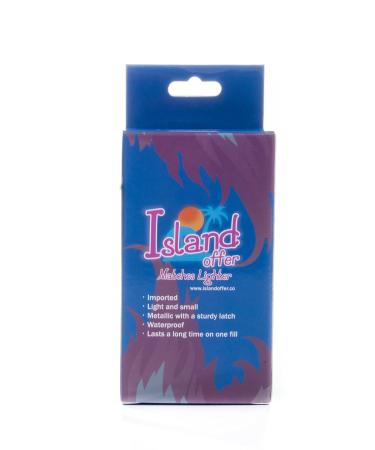 Island
offer
Matches Lighter
www.islandoffer.co
· Imported
· Light and small
· Metallic with a sturdy latch
· Waterproof
· Lasts a long time on one fill